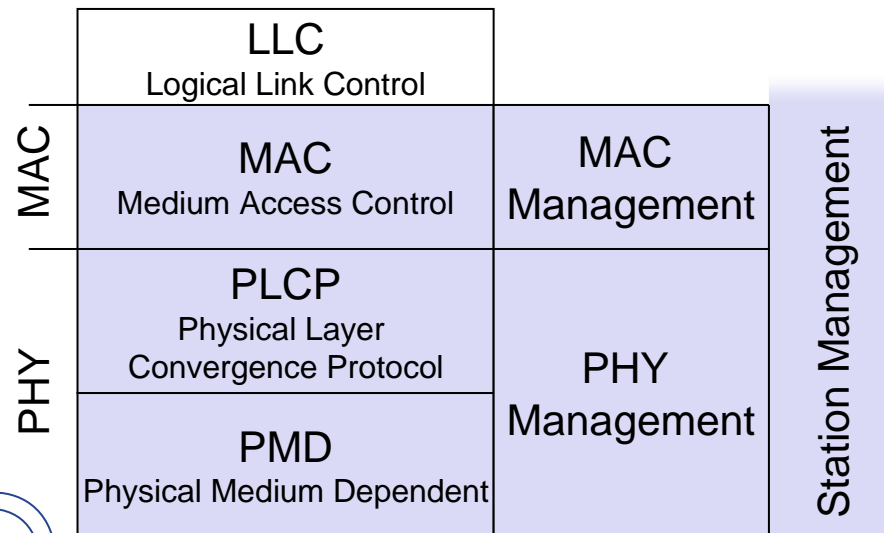 LLC
Logical Link Control
MAC
MAC
Medium Access Control
MAC
Management
PHY
PLCP
Physical Layer
Convergence Protocol
PMD
Physical Medium Dependent
PHY
Management
Station Management